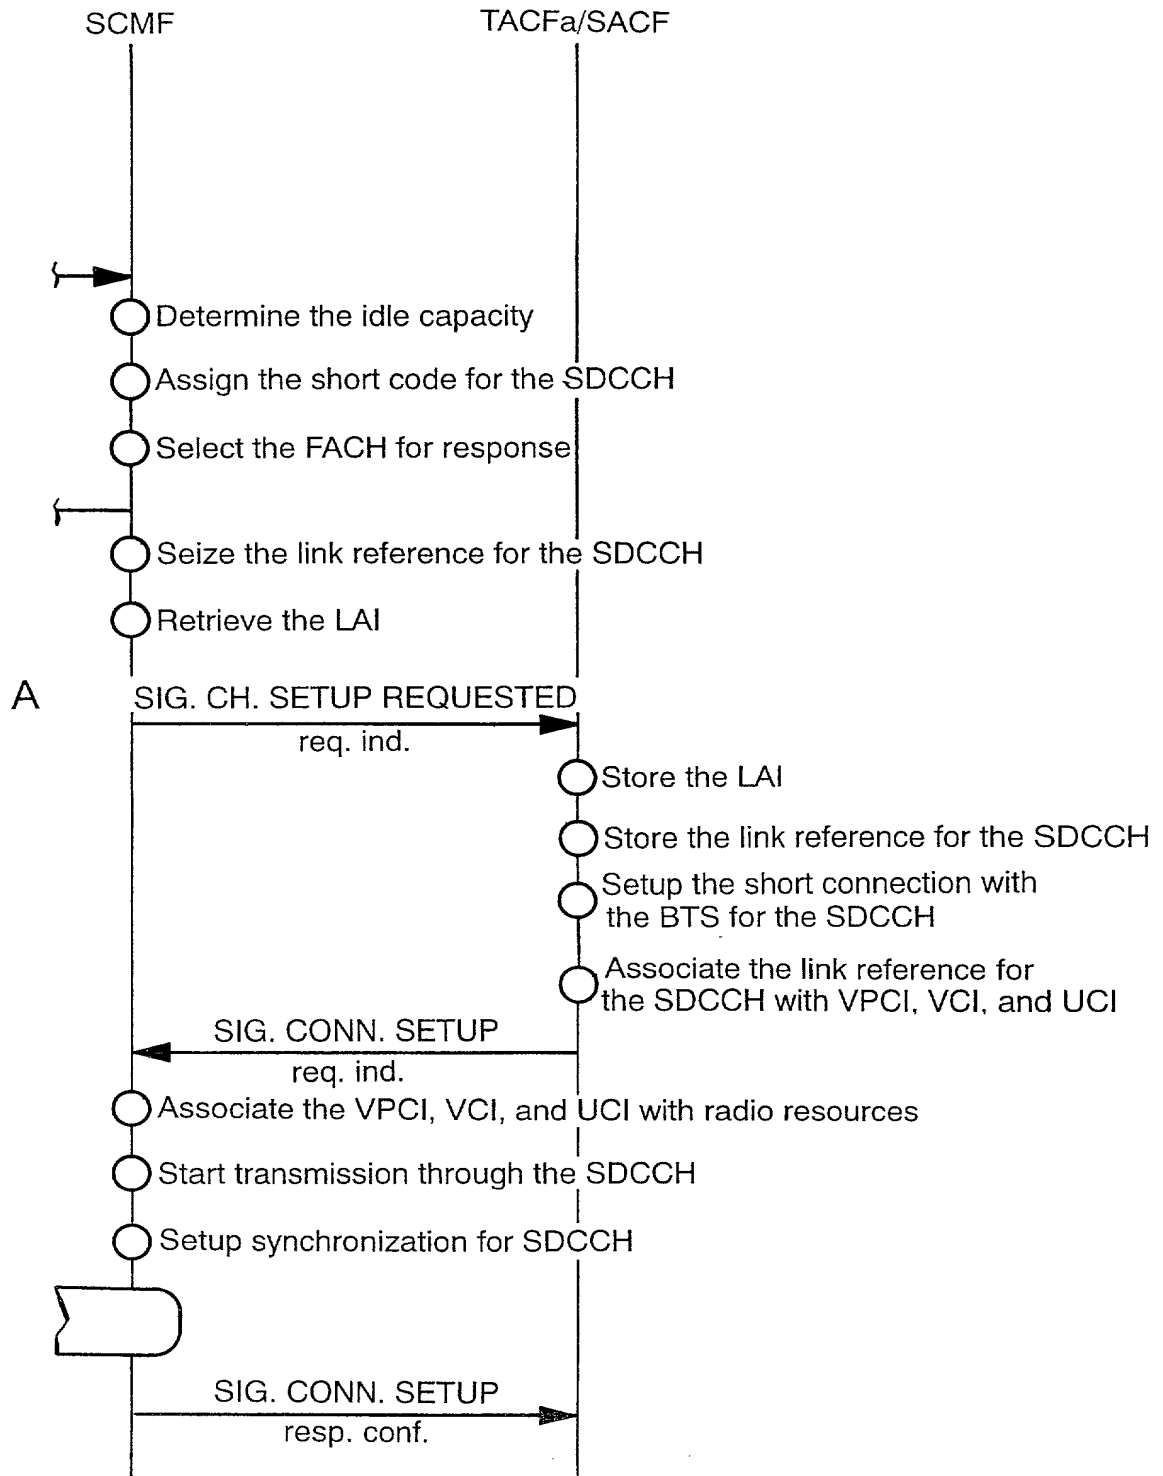 SCMF
TACFa/SACF
Determine the idle capacity
Assign the short code for the SDCCH
Select the FACH for response
Seize the link reference for the SDCCH
Retrieve the LAI
A
SIG. CH. SETUP REQUESTED
req. ind.
Store the LAI
Store the link reference for the SDCCH
Setup the short connection with
the BTS for the SDCCH
Associate the link reference for
the SDCCH with VPCI, VCI, and UCI
SIG. CONN. SETUP
req. ind.
Associate the VPCI, VCI, and UCI with radio resources
Start transmission through the SDCCH
Setup synchronization for SDCCH
SIG. CONN. SETUP
resp. conf.